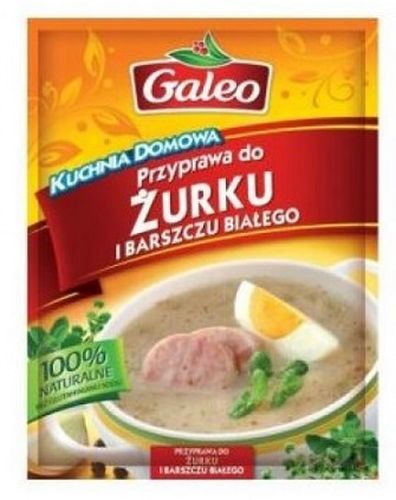 Galeo
KUCHNIA DOMOWA
Przyprawa do
ŻURKU
I BARSZCZU BIAŁEGO
100%
NATURALNE
PRZYPRAWA DO
ŻURKU
I BARSZCZU BIAŁEGO